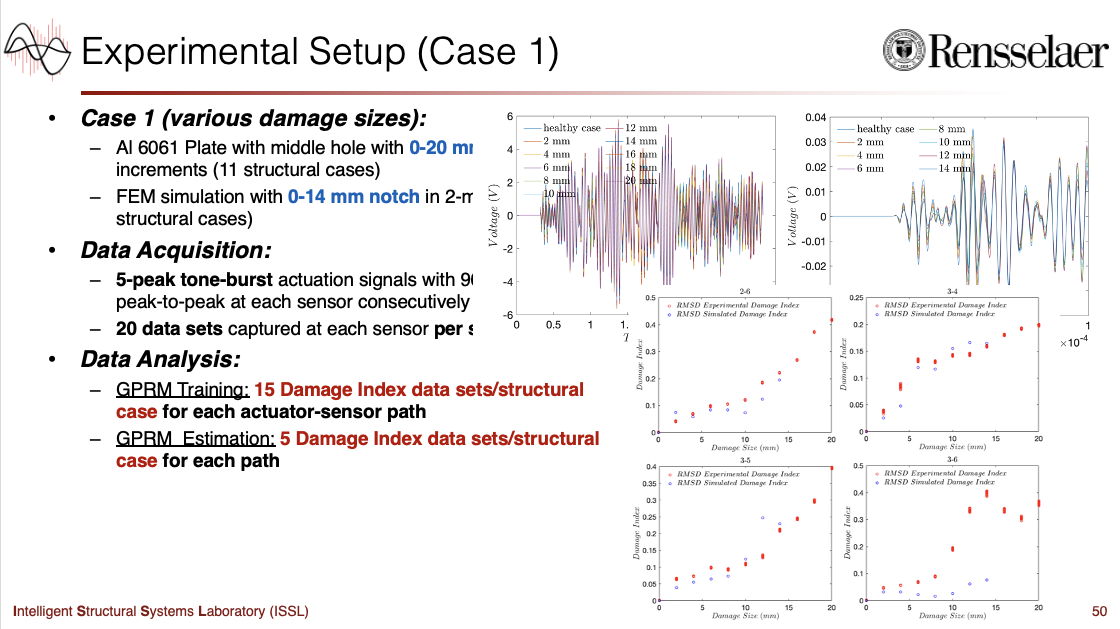 Experimental Setup (Case 1)
Rensselaer
• Case 1 (various damage sizes):
– Al 6061 Plate with middle hole with 0-20
increments (11 structural cases)
– FEM simulation with 0-14 mm notch in
structural cases)
• Data Acquisition:
– 5-peak tone-burst actuation signals with
peak-to-peak at each sensor consecutively
– 20 data sets captured at each sensor per
• Data Analysis:
– GPRM Training: 15 Damage Index data sets/structural
case for each actuator-sensor path
– GPRM Estimation: 5 Damage Index data sets/structural
case for each path
6
4
2
0
-2
-4
-6
Voltage (V)
healthy case
2 mm
4 mm
6 mm
8 mm
10 mm
12 mm
14 mm
16 mm
18 mm
20 mm
0 0.5 1
0.04
0.03
0.02
0.01
0
-0.01
-0.02
Voltage (V)
healthy case
2 mm
4 mm
6 mm
8 mm
10 mm
12 mm
14 mm
1
×10⁻⁴
2-6
RMSD Experimental Damage Index
RMSD Simulated Damage Index
0.5
0.4
0.3
0.2
0.1
0
Damage Index
0 5 10 15 20
Damage Size (mm)
3-4
RMSD Experimental Damage Index
RMSD Simulated Damage Index
0.25
0.2
0.15
0.1
0.05
0
Damage Index
0 5 10 15 20
Damage Size (mm)
3-5
RMSD Experimental Damage Index
RMSD Simulated Damage Index
0.4
0.35
0.3
0.25
0.2
0.15
0.1
0.05
0
Damage Index
0 5 10 15 20
Damage Size (mm)
3-6
RMSD Experimental Damage Index
RMSD Simulated Damage Index
0.5
0.4
0.3
0.2
0.1
0
Damage Index
0 5 10 15 20
Damage Size (mm)
Intelligent Structural Systems Laboratory (ISSL)
50